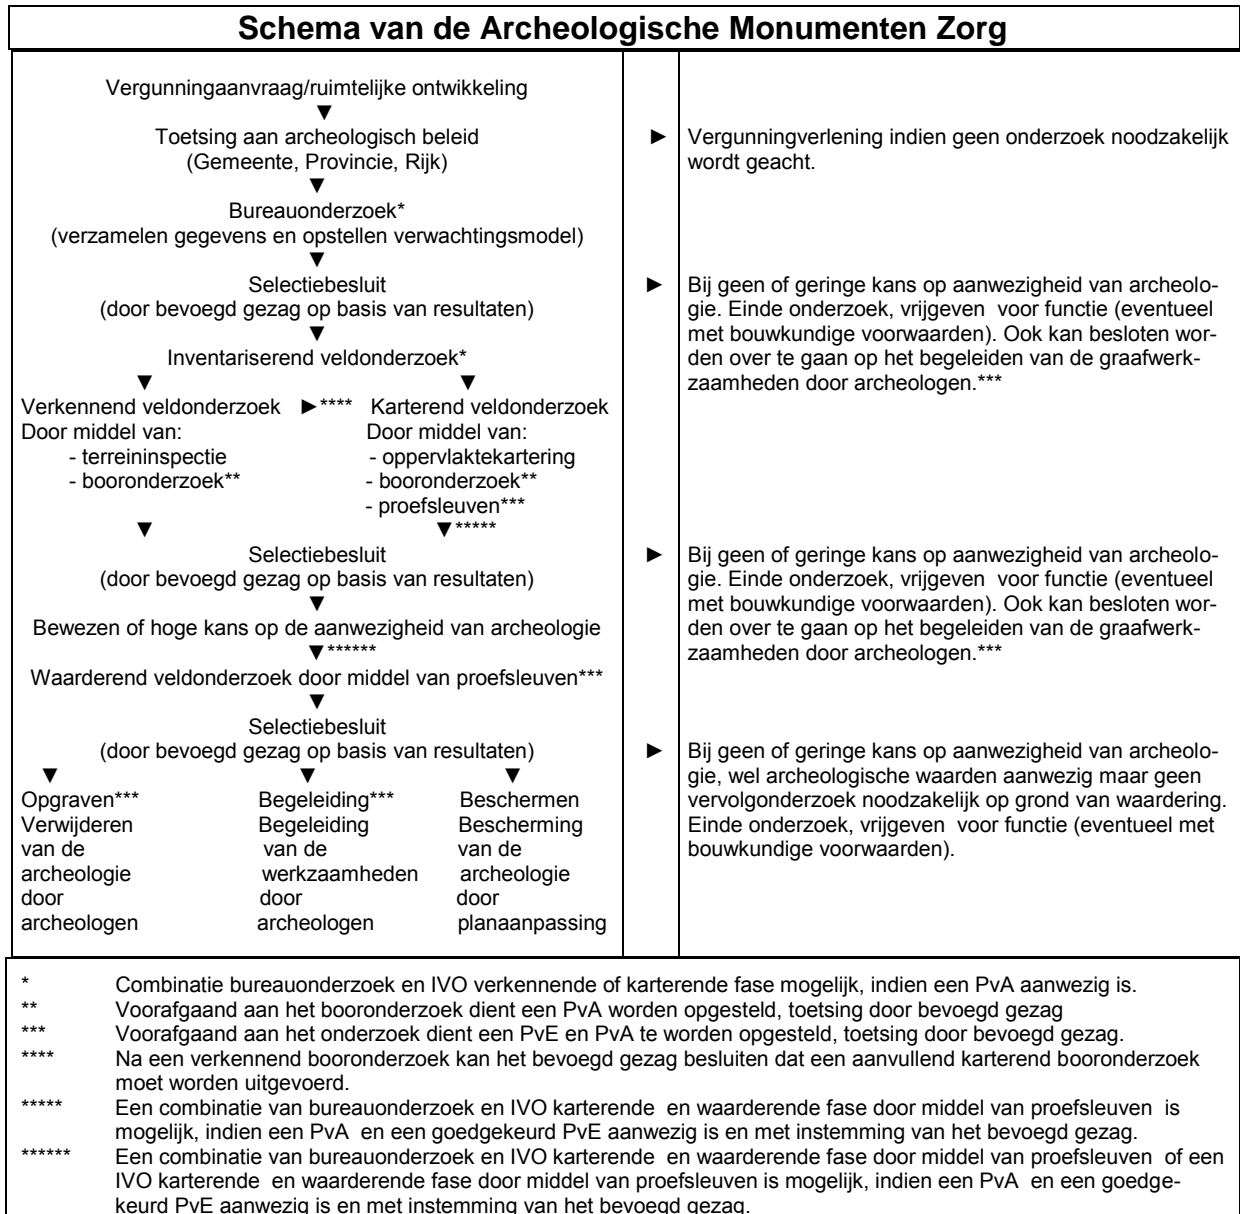 Schema van de Archeologische Monumenten Zorg
Vergunningaanvraag/ruimtelijke ontwikkeling
▼
Toetsing aan archeologisch beleid
(Gemeente, Provincie, Rijk)
► Vergunningverlening indien geen onderzoek noodzakelijk
wordt geacht.
▼
Bureauonderzoek*
(verzamelen gegevens en opstellen verwachtingsmodel)
▼
Selectiebesluit
(door bevoegd gezag op basis van resultaten)
► Bij geen of geringe kans op aanwezigheid van archeolo-
gie. Einde onderzoek, vrijgeven voor functie (eventueel
met bouwkundige voorwaarden). Ook kan besloten wor-
den over te gaan op het begeleiden van de graafwerk-
zaamheden door archeologen.***
▼
Inventariserend veldonderzoek*
▼ ▼
Verkennend veldonderzoek ►**** Karterend veldonderzoek
Door middel van: Door middel van:
- terreininspectie - oppervlaktekartering
- booronderzoek** - booronderzoek**
- proefsleuven***
▼ ▼*****
Selectiebesluit
(door bevoegd gezag op basis van resultaten)
► Bij geen of geringe kans op aanwezigheid van archeolo-
gie. Einde onderzoek, vrijgeven voor functie (eventueel
met bouwkundige voorwaarden). Ook kan besloten wor-
den over te gaan op het begeleiden van de graafwerk-
zaamheden door archeologen.***
▼
Bewezen of hoge kans op de aanwezigheid van archeologie
▼******
Waarderend veldonderzoek door middel van proefsleuven***
▼
Selectiebesluit
(door bevoegd gezag op basis van resultaten)
► Bij geen of geringe kans op aanwezigheid van archeolo-
gie, wel archeologische waarden aanwezig maar geen
vervolgonderzoek noodzakelijk op grond van waardering.
Einde onderzoek, vrijgeven voor functie (eventueel met
bouwkundige voorwaarden).
▼ ▼ ▼
Opgraven*** Begeleiding*** Beschermen
Verwijderen Begeleiding Bescherming
van de van de van de
archeologie werkzaamheden archeologie
door door door
archeologen archeologen planaanpassing
* Combinatie bureauonderzoek en IVO verkennende of karterende fase mogelijk, indien een PvA aanwezig is.
** Voorafgaand aan het booronderzoek dient een PvA worden opgesteld, toetsing door bevoegd gezag
*** Voorafgaand aan het onderzoek dient een PvE en PvA te worden opgesteld, toetsing door bevoegd gezag.
**** Na een verkennend booronderzoek kan het bevoegd gezag besluiten dat een aanvullend karterend booronderzoek
moet worden uitgevoerd.
***** Een combinatie van bureauonderzoek en IVO karterende en waarderende fase door middel van proefsleuven is
mogelijk, indien een PvA en een goedgekeurd PvE aanwezig is en met instemming van het bevoegd gezag.
****** Een combinatie van bureauonderzoek en IVO karterende en waarderende fase door middel van proefsleuven of een
IVO karterende en waarderende fase door middel van proefsleuven is mogelijk, indien een PvA en een goedge-
keurd PvE aanwezig is en met instemming van het bevoegd gezag.